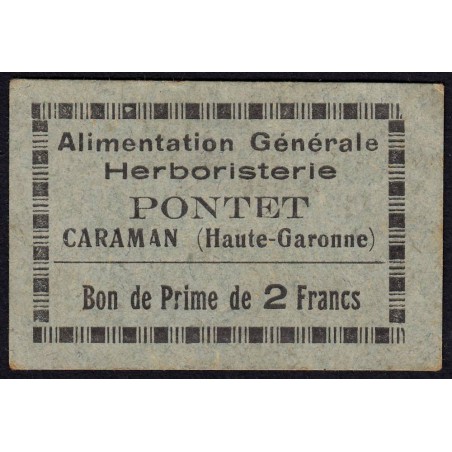 Alimentation Générale
Herboristerie
PONTET
CARAMAN (Haute-Garonne)
Bon de Prime de 2 Francs